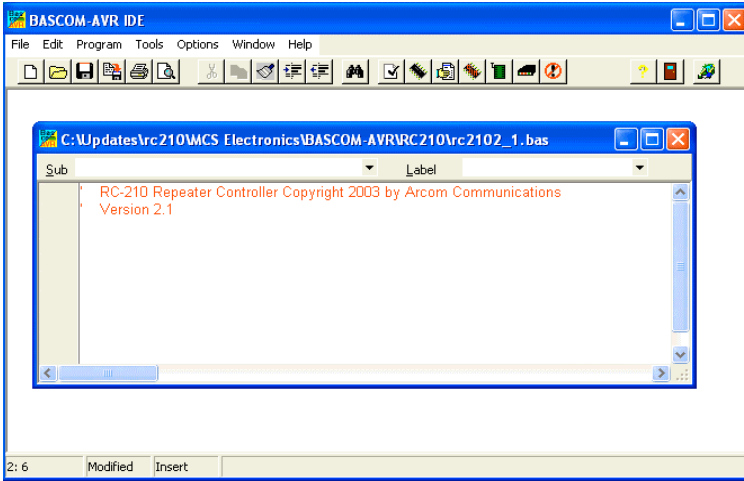 BASCOM-AVR IDE
File Edit Program Tools Options Window Help
C:\Updates\rc210\MCS Electronics\BASCOM-AVR\RC210\rc2102_1.bas
Sub Label
' RC-210 Repeater Controller Copyright 2003 by Arcom Communications
' Version 2.1
2: 6 Modified Insert